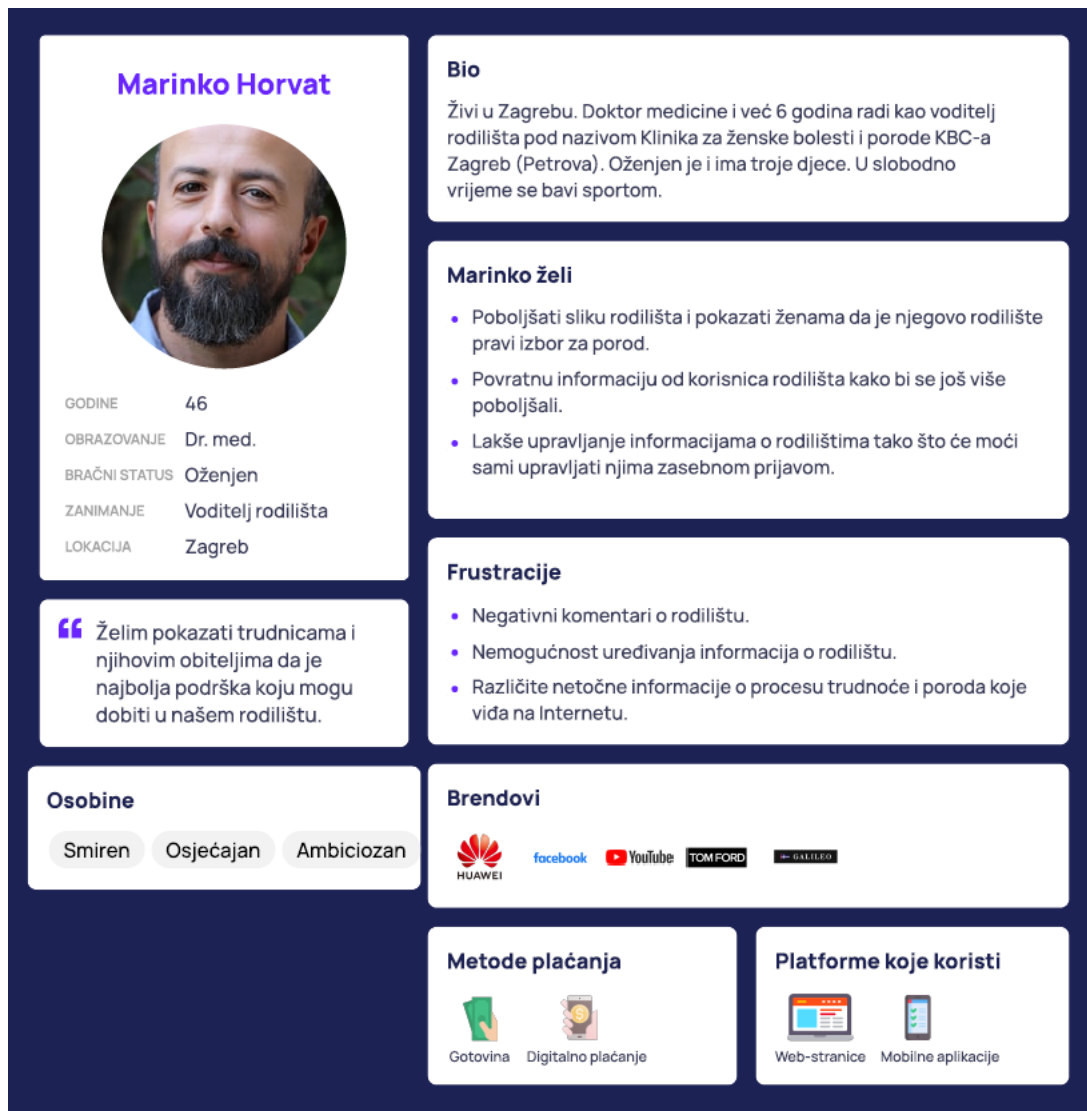 Marinko Horvat
GODINE 46
OBRAZOVANJE Dr. med.
BRAČNI STATUS Oženjen
ZANIMANJE Voditelj rodilišta
LOKACIJA Zagreb
Želim pokazati trudnicama i
njihovim obiteljima da je
najbolja podrška koju mogu
dobiti u našem rodilištu.
Osobine
Smiren Osjećajan Ambiciozan
Bio
Živi u Zagrebu. Doktor medicine i već 6 godina radi kao voditelj
rodilišta pod nazivom Klinika za ženske bolesti i porode KBC-a
Zagreb (Petrova). Oženjen je i ima troje djece. U slobodno
vrijeme se bavi sportom.
Marinko želi
• Poboljšati sliku rodilišta i pokazati ženama da je njegovo rodilište
pravi izbor za porod.
• Povratnu informaciju od korisnica rodilišta kako bi se još više
poboljšali.
• Lakše upravljanje informacijama o rodilištima tako što će moći
sami upravljati njima zasebnom prijavom.
Frustracije
• Negativni komentari o rodilištu.
• Nemogućnost uređivanja informacija o rodilištu.
• Različite netočne informacije o procesu trudnoće i poroda koje
viđa na Internetu.
Brendovi
HUAWEI facebook YouTube TOM FORD GALILEO
Metode plaćanja
Gotovina Digitalno plaćanje
Platforme koje koristi
Web-stranice Mobilne aplikacije